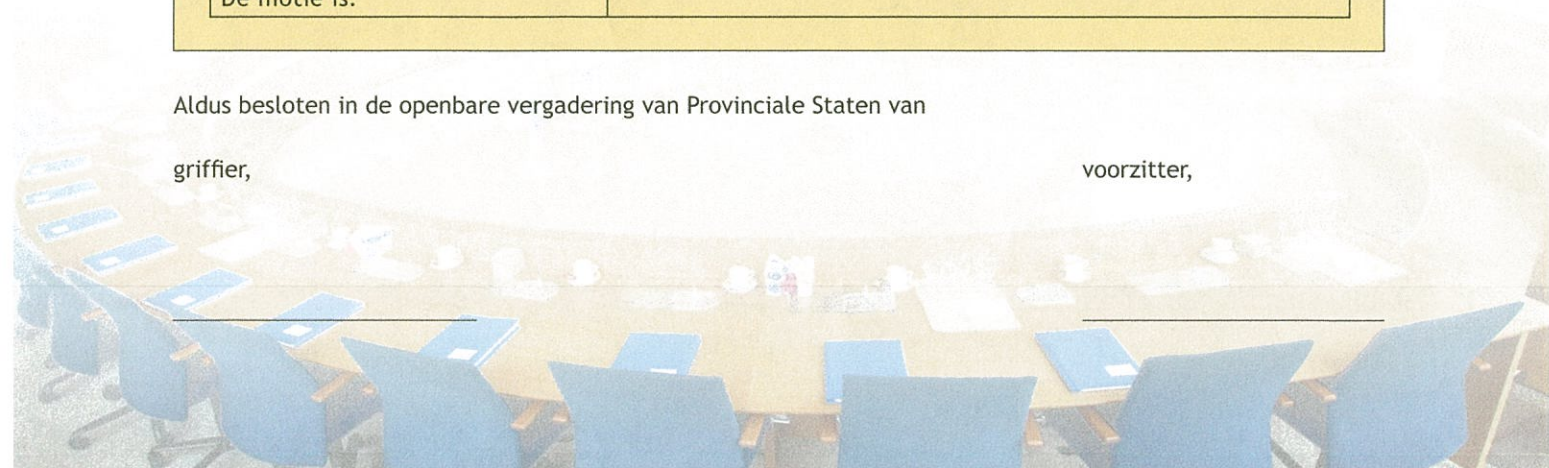 De motie is:
Aldus besloten in de openbare vergadering van Provinciale Staten van
griffier,
voorzitter,